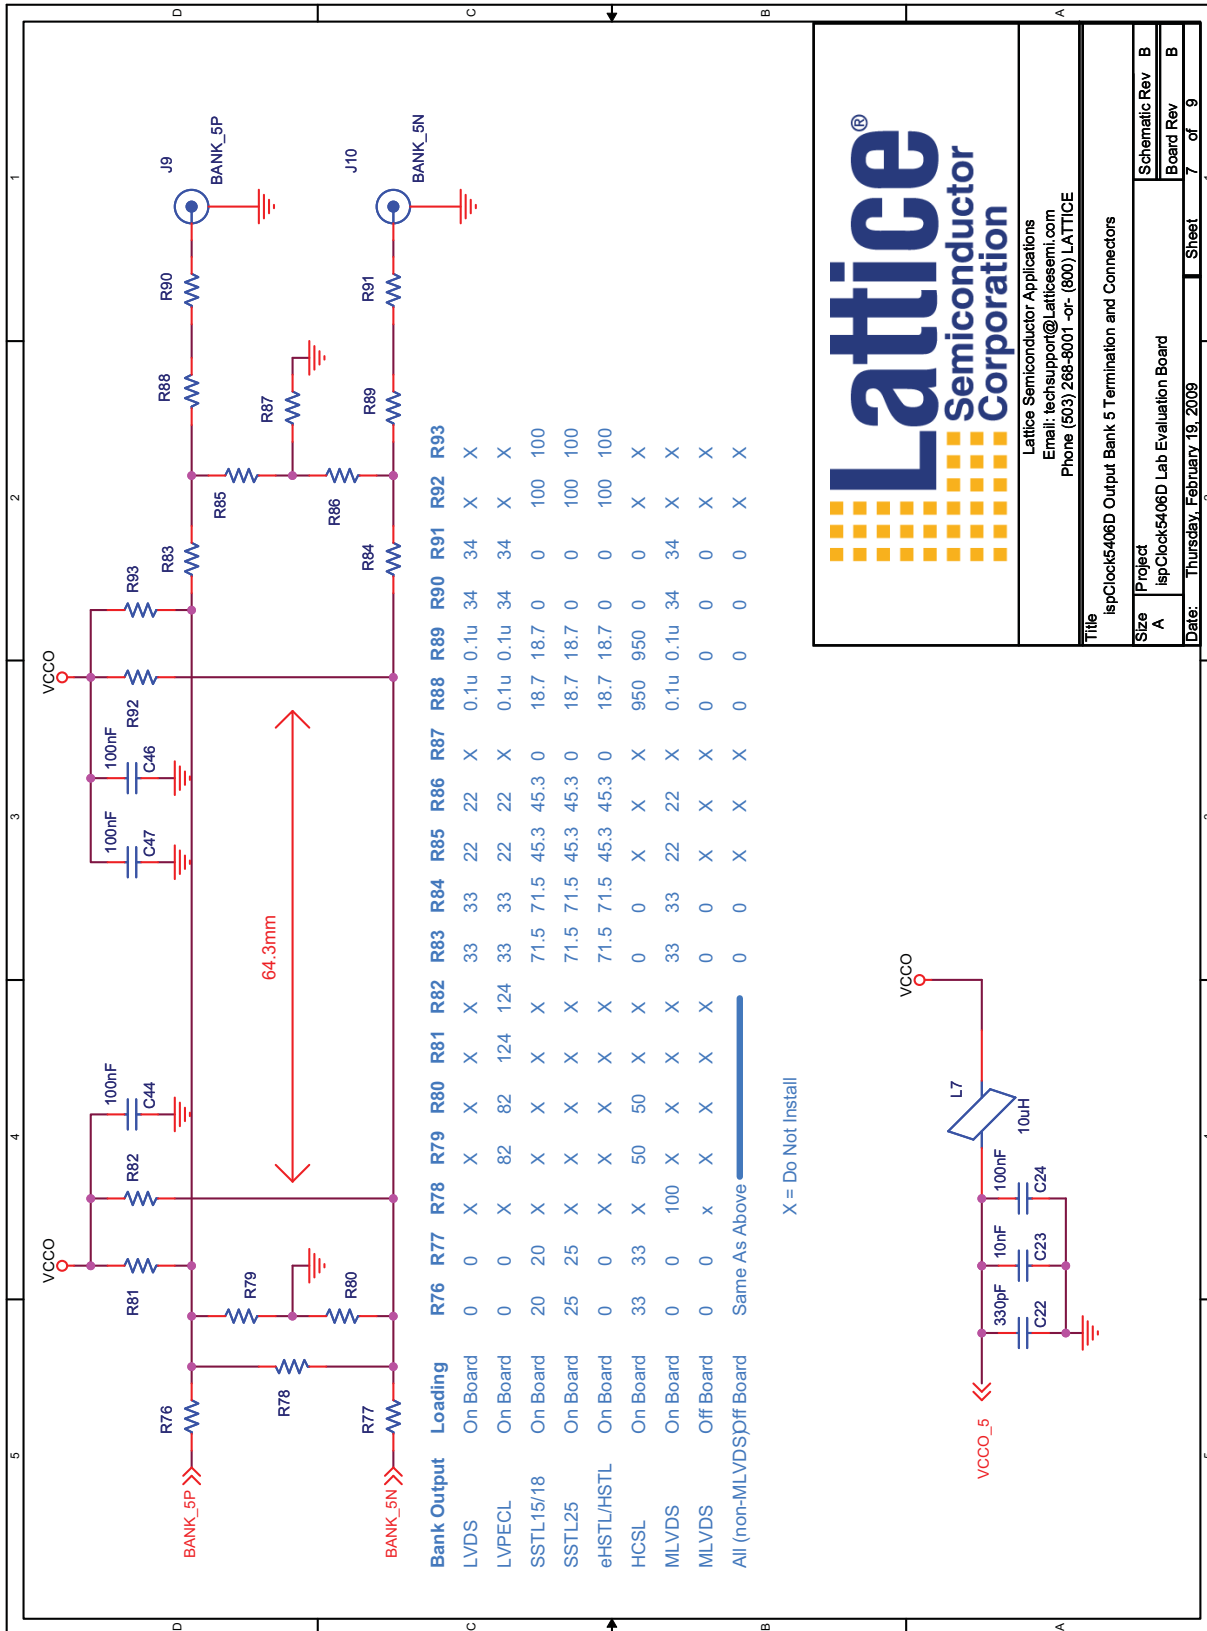 5 4 3 2 1
D
C
B
A
VCCO
VCCO
R81
R82
100nF
C44
100nF
C47
100nF
C46
R92
R93
BANK_5P
R76
R78
R79
R80
R77
BANK_5N
64.3mm
R83
R84
R85
R86
R87
R88
R89
R90
R91
J9
BANK_5P
J10
BANK_5N
Bank Output Loading R76 R77 R78 R79 R80 R81 R82 R83 R84 R85 R86 R87 R88 R89 R90 R91 R92 R93
LVDS On Board 0 0 X X X X X 33 33 22 22 X 0.1u 0.1u 34 34 X X
LVPECL On Board 0 0 X 82 82 124 124 33 33 22 22 X 0.1u 0.1u 34 34 X X
SSTL15/18 On Board 20 20 X X X X X 71.5 71.5 45.3 45.3 0 18.7 18.7 0 0 100 100
SSTL25 On Board 25 25 X X X X X 71.5 71.5 45.3 45.3 0 18.7 18.7 0 0 100 100
eHSTL/HSTL On Board 0 0 X X X X X 71.5 71.5 45.3 45.3 0 18.7 18.7 0 0 100 100
HCSL On Board 33 33 X 50 50 X X 0 0 X X X 950 950 0 0 X X
MLVDS On Board 0 0 100 X X X X 33 33 22 22 X 0.1u 0.1u 34 34 X X
MLVDS Off Board 0 0 x X X X X 0 0 X X X 0 0 0 0 X X
All (non-MLVDS) Off Board Same As Above 0 0 X X X 0 0 0 0 X X
X = Do Not Install
VCCO_5
330pF
C22
10nF
C23
100nF
C24
L7
10uH
VCCO
Lattice®
Semiconductor
Corporation
Lattice Semiconductor Applications
Email: techsupport@Latticesemi.com
Phone (503) 268-8001 -or- (800) LATTICE
Title
ispClock5406D Output Bank 5 Termination and Connectors
Size Project Schematic Rev B
A ispClock5406D Lab Evaluation Board Board Rev B
Date: Thursday, February 19, 2009 Sheet 7 of 9
D
C
B
A